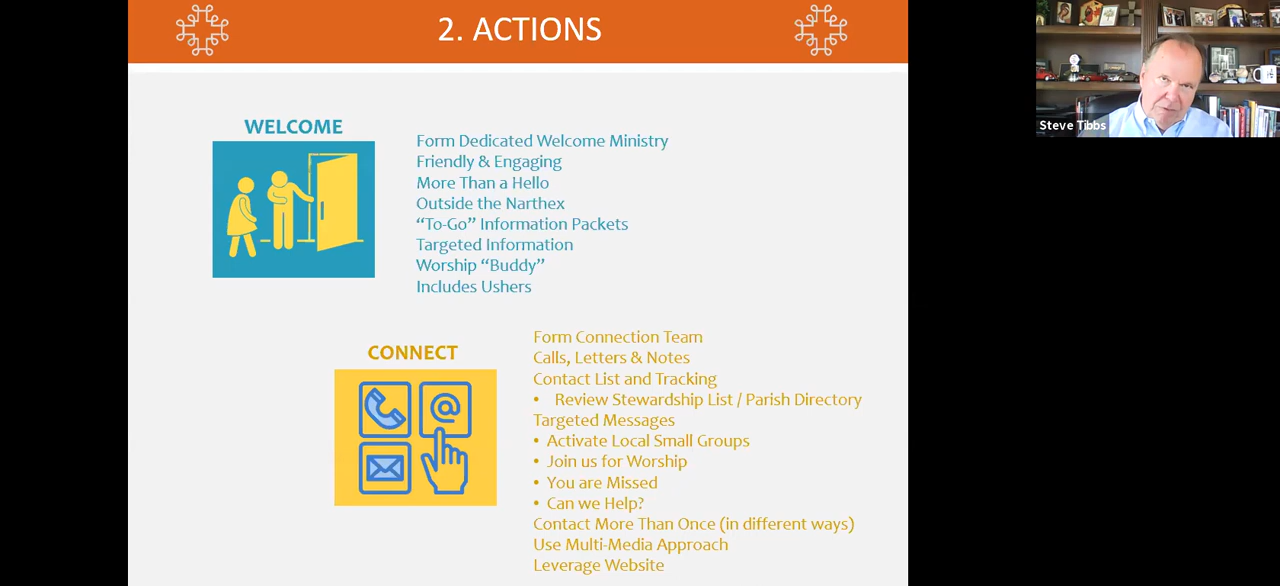 2. ACTIONS
Steve Tibbs
WELCOME
Form Dedicated Welcome Ministry
Friendly & Engaging
More Than a Hello
Outside the Narthex
“To-Go” Information Packets
Targeted Information
Worship “Buddy”
Includes Ushers
CONNECT
Form Connection Team
Calls, Letters & Notes
Contact List and Tracking
• Review Stewardship List / Parish Directory
Targeted Messages
• Activate Local Small Groups
• Join us for Worship
• You are Missed
• Can we Help?
Contact More Than Once (in different ways)
Use Multi-Media Approach
Leverage Website